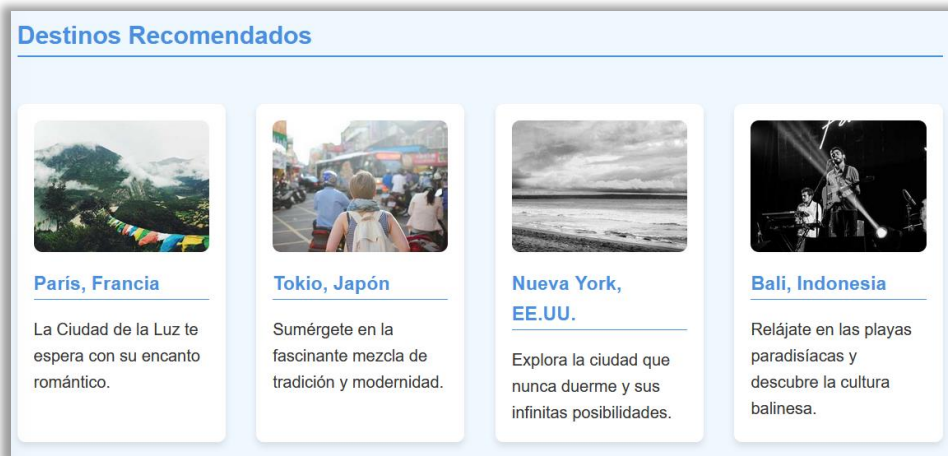 Destinos Recomendados
París, Francia
La Ciudad de la Luz te
espera con su encanto
romántico.
Tokio, Japón
Sumérgete en la
fascinante mezcla de
tradición y modernidad.
Nueva York,
EE.UU.
Explora la ciudad que
nunca duerme y sus
infinitas posibilidades.
Bali, Indonesia
Relájate en las playas
paradisíacas y
descubre la cultura
balinesa.